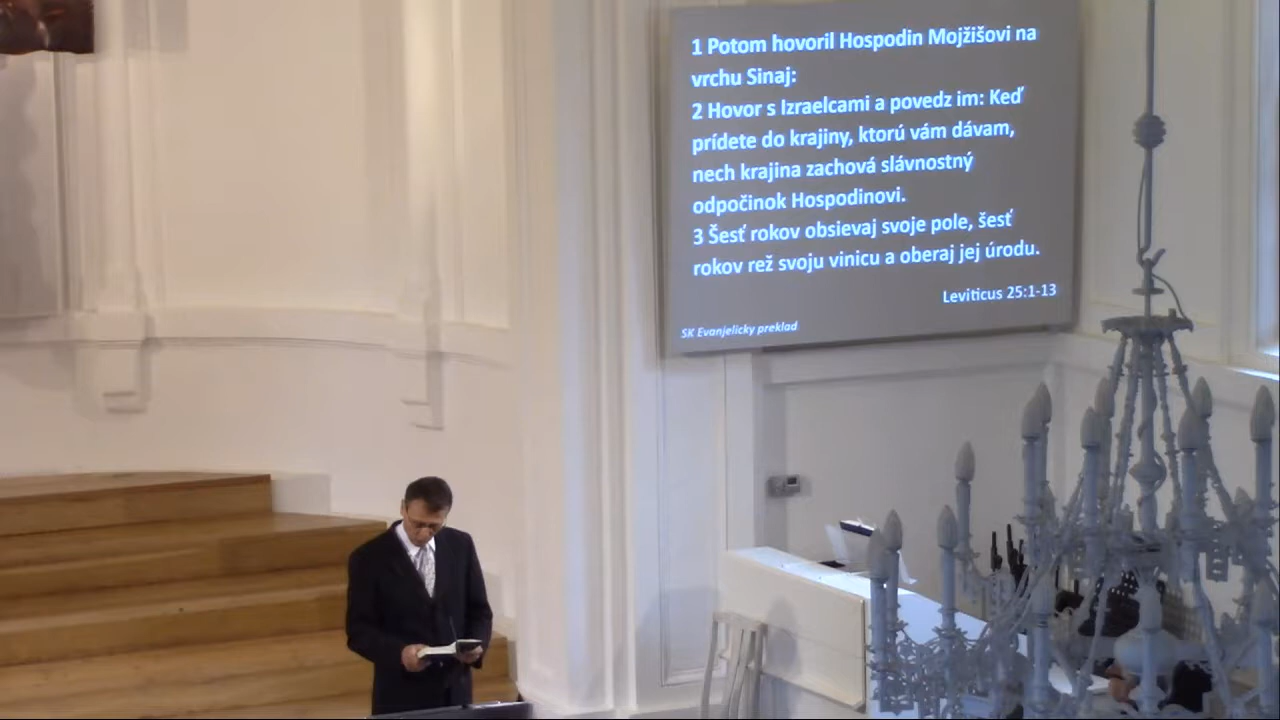 1 Potom hovoril Hospodin Mojžišovi na
vrchu Sinaj:
2 Hovor s Izraelcami a povedz im: Keď
prídete do krajiny, ktorú vám dávam,
nech krajina zachová slávnostný
odpočinok Hospodinovi.
3 Šesť rokov obsievaj svoje pole, šesť
rokov rež svoju vinicu a oberaj jej úrodu.
Leviticus 25:1-13
SK Evanjelicky preklad